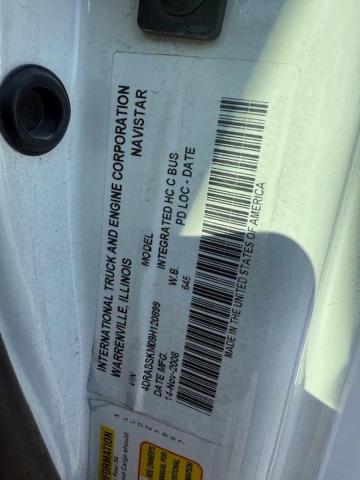 INTERNATIONAL TRUCK AND ENGINE CORPORATION
WARRENVILLE, ILLINOIS
NAVISTAR
VIN
MODEL
4DRASSKM09H120899
INTEGRATED HC C BUS
DATE MFG.
W.B.
PD LOC - DATE
14-Nov-2008
645
MADE IN THE UNITED STATES OF AMERICA